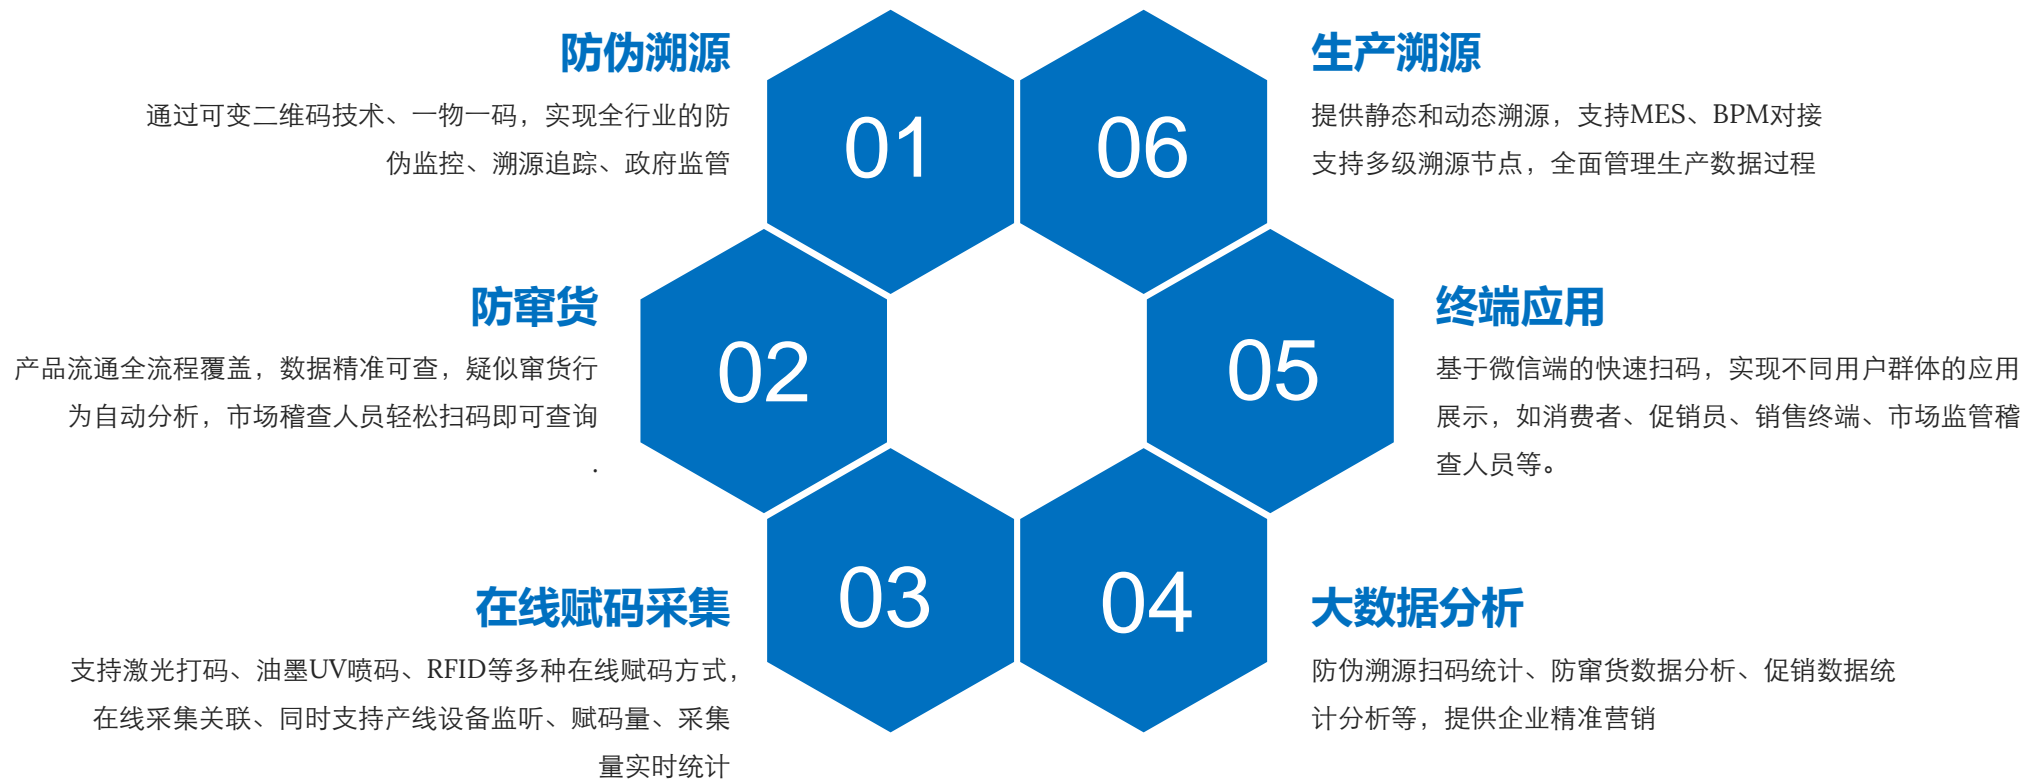 防伪溯源
通过可变二维码技术、一物一码，实现全行业的防
伪监控、溯源追踪、政府监管
01
防窜货
产品流通全流程覆盖，数据精准可查，疑似窜货行
为自动分析，市场稽查人员轻松扫码即可查询
.
02
在线赋码采集
支持激光打码、油墨UV喷码、RFID等多种在线赋码方式，
在线采集关联、同时支持产线设备监听、赋码量、采集
量实时统计
03
04
大数据分析
防伪溯源扫码统计、防窜货数据分析、促销数据统
计分析等，提供企业精准营销
05
终端应用
基于微信端的快速扫码，实现不同用户群体的应用
展示，如消费者、促销员、销售终端、市场监管稽
查人员等。
06
生产溯源
提供静态和动态溯源，支持MES、BPM对接
支持多级溯源节点，全面管理生产数据过程